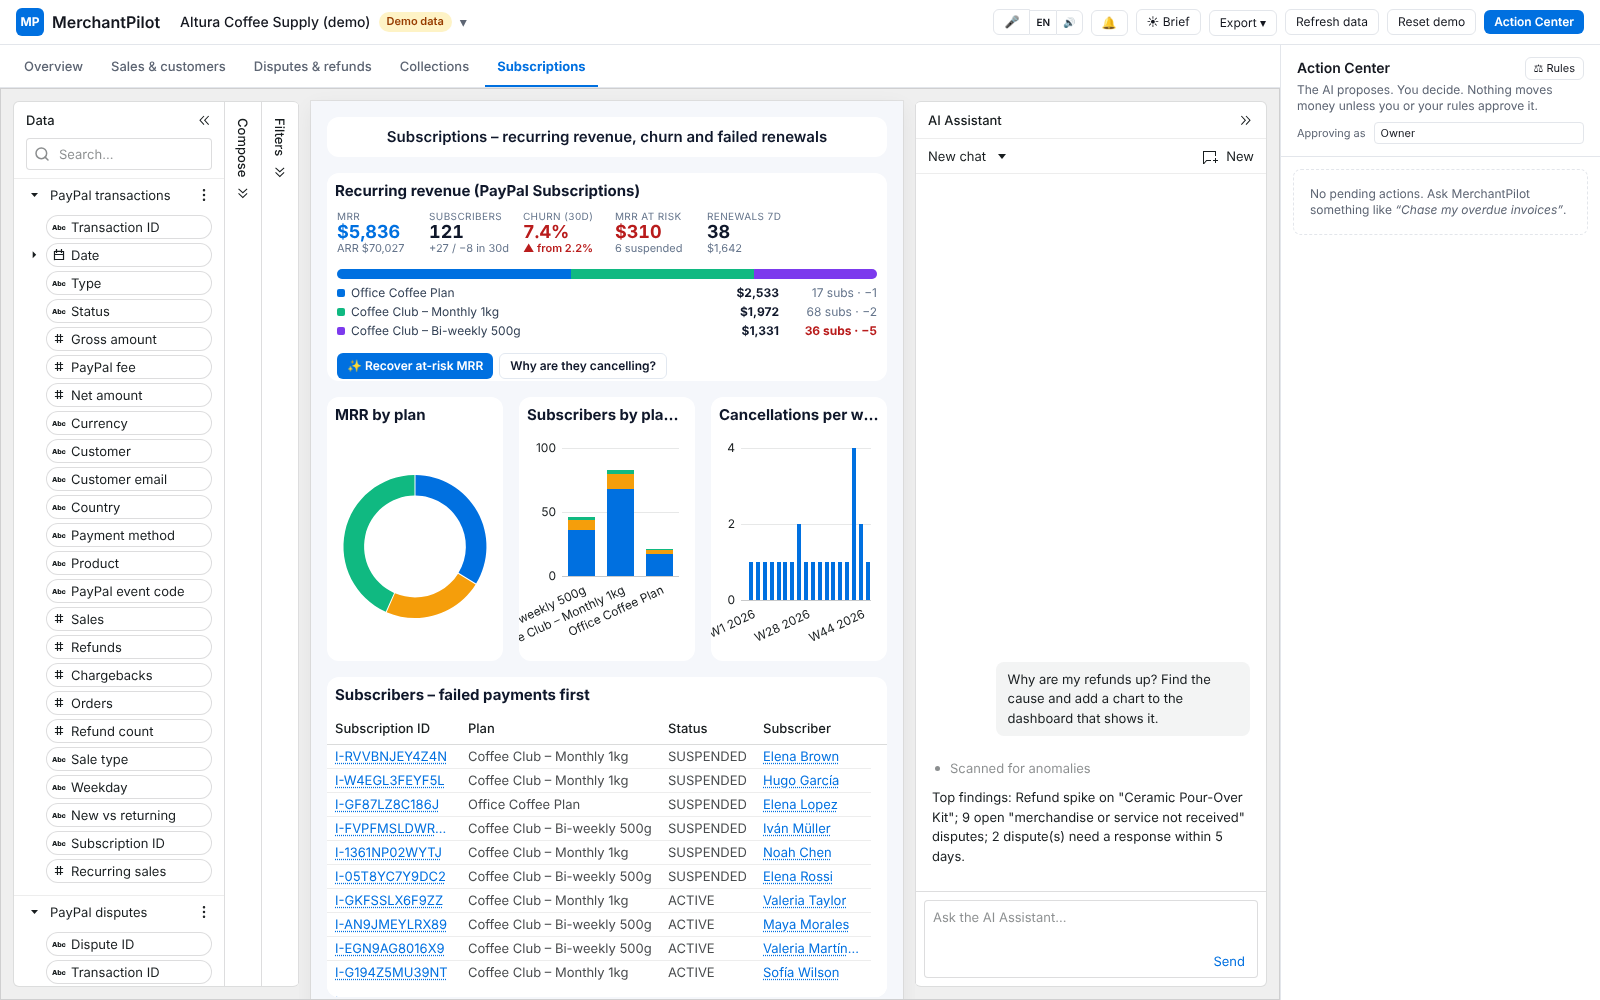 MP MerchantPilot Altura Coffee Supply (demo) Demo data ▼
EN Brief Export ▾ Refresh data Reset demo Action Center
Overview Sales & customers Disputes & refunds Collections Subscriptions
Data
Search...
PayPal transactions
Abc Transaction ID
Date
Abc Type
Abc Status
# Gross amount
# PayPal fee
# Net amount
Abc Currency
Abc Customer
Abc Customer email
Abc Country
Abc Payment method
Abc Product
Abc PayPal event code
# Sales
# Refunds
# Chargebacks
# Orders
# Refund count
Abc Sale type
Abc Weekday
Abc New vs returning
Abc Subscription ID
# Recurring sales
PayPal disputes
Abc Dispute ID
Abc Transaction ID
Compose
Filters
Subscriptions – recurring revenue, churn and failed renewals
Recurring revenue (PayPal Subscriptions)
MRR SUBSCRIBERS CHURN (30D) MRR AT RISK RENEWALS 7D
$5,836 121 7.4% $310 38
ARR $70,027 +27 / −8 in 30d ▲ from 2.2% 6 suspended $1,642
Office Coffee Plan $2,533 17 subs · −1
Coffee Club – Monthly 1kg $1,972 68 subs · −2
Coffee Club – Bi-weekly 500g $1,331 36 subs · −5
✨ Recover at-risk MRR Why are they cancelling?
MRR by plan
Subscribers by pla...
100
50
0
weekly 500g
e Club – Monthly 1kg
Office Coffee Plan
Cancellations per w...
4
2
0
W1 2026
W28 2026
W44 2026
Subscribers – failed payments first
Subscription ID Plan Status Subscriber
I-RVVBNJEY4Z4N Coffee Club – Monthly 1kg SUSPENDED Elena Brown
I-W4EGL3FEYF5L Coffee Club – Monthly 1kg SUSPENDED Hugo García
I-GF87LZ8C186J Office Coffee Plan SUSPENDED Elena Lopez
I-FVPFMSLDWR... Coffee Club – Bi-weekly 500g SUSPENDED Iván Müller
I-1361NP02WYTJ Coffee Club – Monthly 1kg SUSPENDED Noah Chen
I-05T8YC7Y9DC2 Coffee Club – Bi-weekly 500g SUSPENDED Elena Rossi
I-GKFSSLX6F9ZZ Coffee Club – Monthly 1kg ACTIVE Valeria Taylor
I-AN9JMEYLRX89 Coffee Club – Bi-weekly 500g ACTIVE Maya Morales
I-EGN9AG8016X9 Coffee Club – Bi-weekly 500g ACTIVE Valeria Martín...
I-G194Z5MU39NT Coffee Club – Monthly 1kg ACTIVE Sofía Wilson
AI Assistant
New chat New
Why are my refunds up? Find the
cause and add a chart to the
dashboard that shows it.
Scanned for anomalies
Top findings: Refund spike on "Ceramic Pour-Over
Kit"; 9 open "merchandise or service not received"
disputes; 2 dispute(s) need a response within 5
days.
Ask the AI Assistant...
Send
Action Center Rules
The AI proposes. You decide. Nothing moves
money unless you or your rules approve it.
Approving as Owner
No pending actions. Ask MerchantPilot
something like “Chase my overdue invoices”.